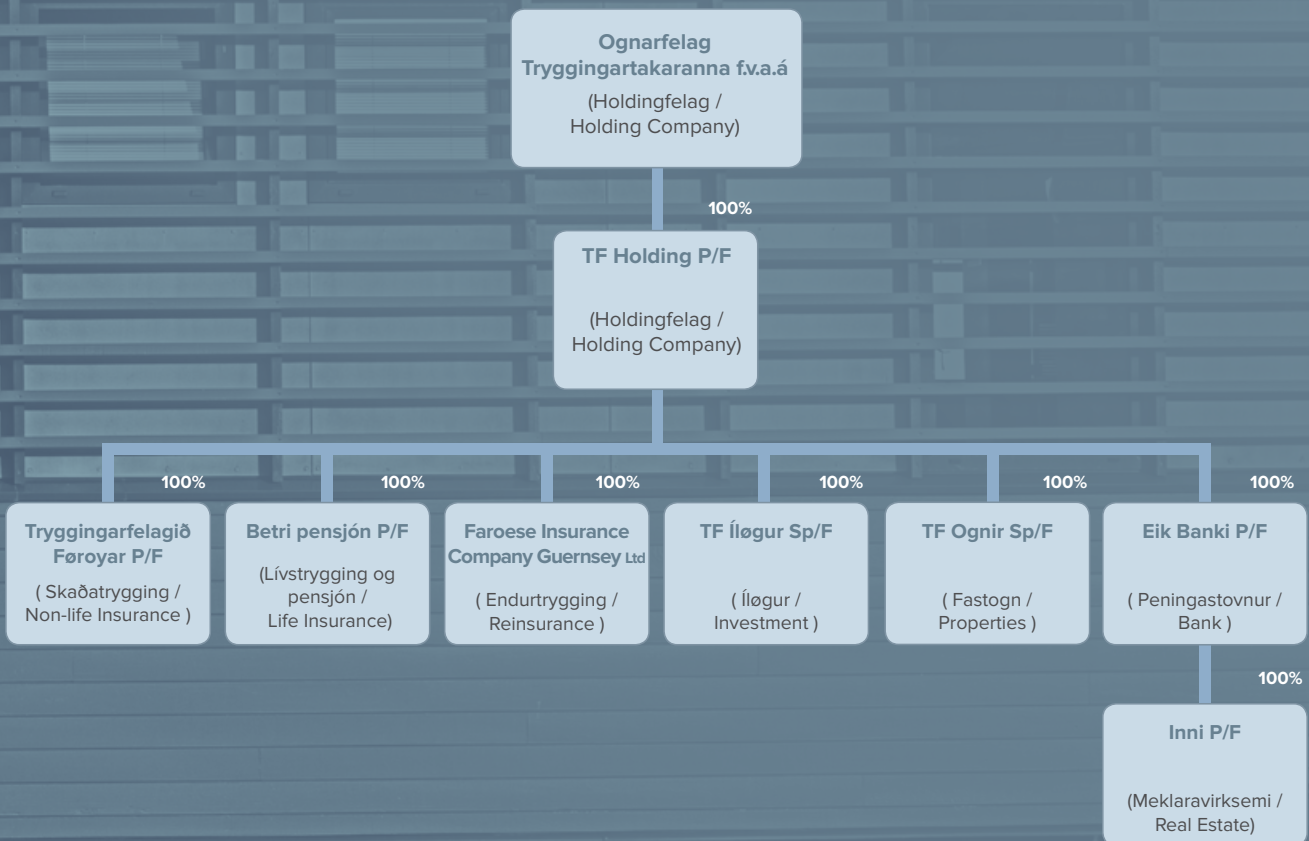 Ognarfelag
Tryggingartakaranna f.v.a.á
(Holdingfelag /
Holding Company)
100%
TF Holding P/F
(Holdingfelag /
Holding Company)
100%
100%
100%
100%
100%
100%
Tryggingarfelagið
Føroyar P/F
( Skaðatrygging /
Non-life Insurance )
Betri pensjón P/F
(Lívstrygging og
pensjón /
Life Insurance)
Faroese Insurance
Company Guernsey Ltd
( Endurtrygging /
Reinsurance )
TF Íløgur Sp/F
( Íløgur /
Investment )
TF Ognir Sp/F
( Fastogn /
Properties )
Eik Banki P/F
( Peningastovnur /
Bank )
100%
Inni P/F
(Meklaravirksemi /
Real Estate)